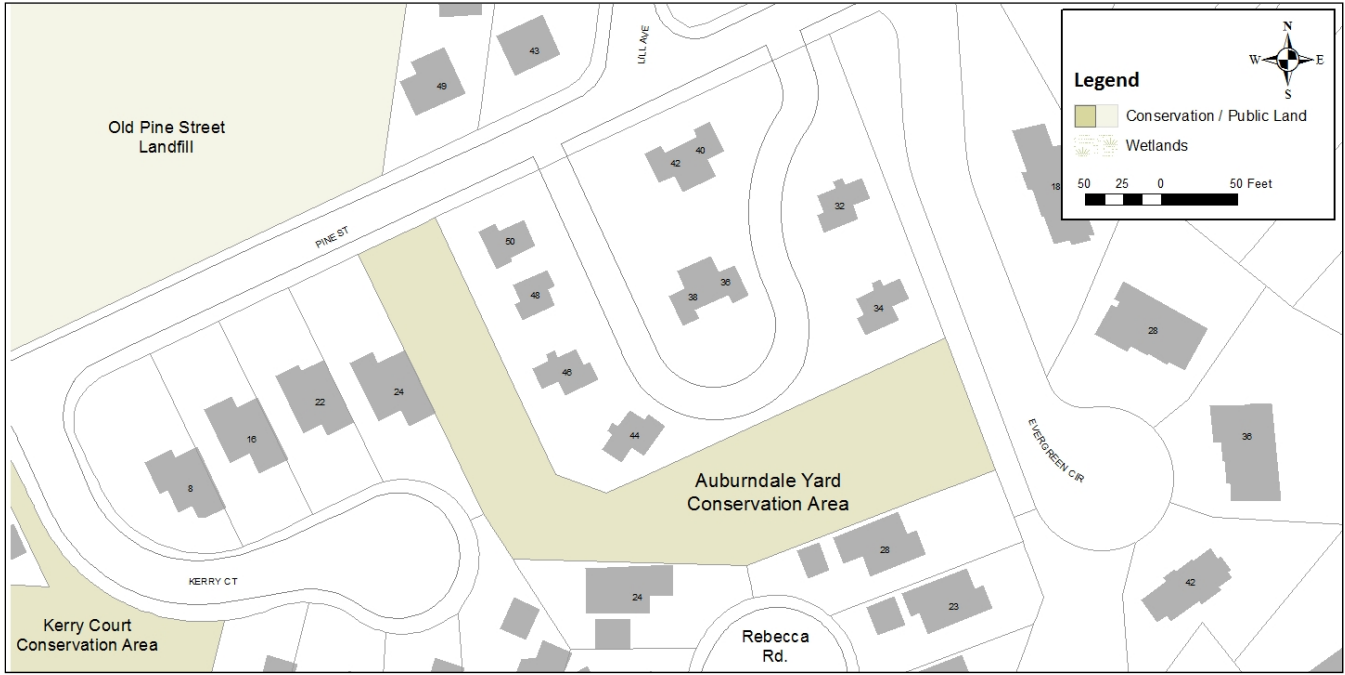 43
49
LILL AVE
N
W E
S
Legend
Conservation / Public Land
Wetlands
50 25 0 50 Feet
Old Pine Street
Landfill
42 40
18
32
PINE ST
50
48
38 36
34
28
46
24
22
16
8
44
36
EVERGREEN CIR
Auburndale Yard
Conservation Area
28
KERRY CT
42
24
23
Kerry Court
Conservation Area
Rebecca
Rd.